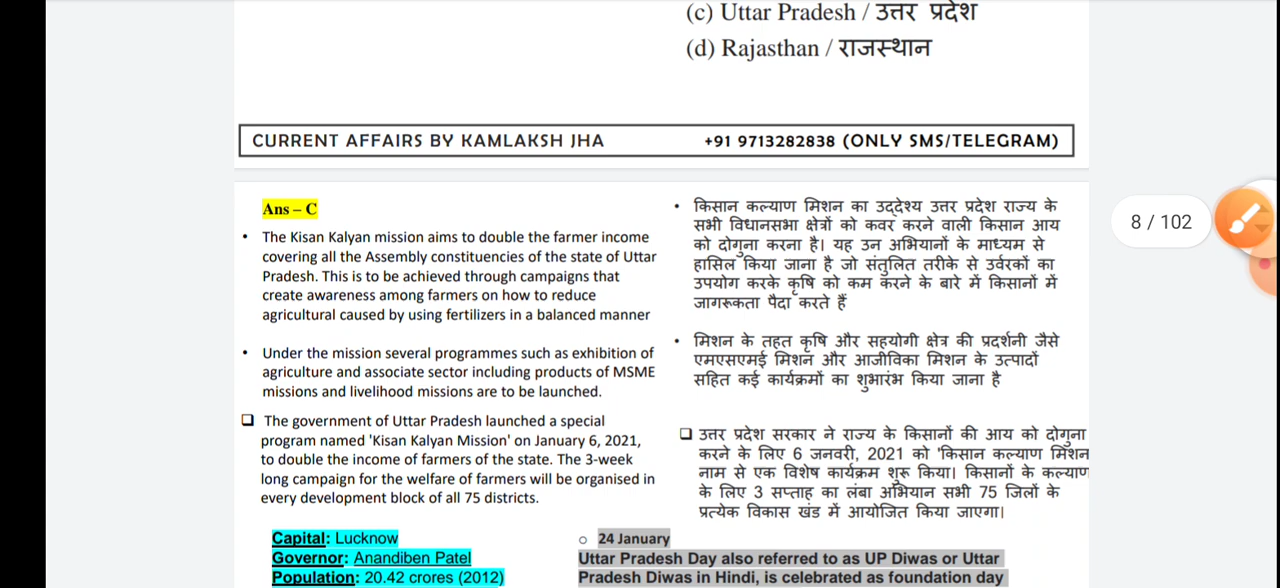 (c) Uttar Pradesh / उत्तर प्रदेश
(d) Rajasthan / राजस्थान
CURRENT AFFAIRS BY KAMLAKSH JHA +91 9713282838 (ONLY SMS/TELEGRAM)
8 / 102
Ans – C
• The Kisan Kalyan mission aims to double the farmer income
covering all the Assembly constituencies of the state of Uttar
Pradesh. This is to be achieved through campaigns that
create awareness among farmers on how to reduce
agricultural caused by using fertilizers in a balanced manner
• Under the mission several programmes such as exhibition of
agriculture and associate sector including products of MSME
missions and livelihood missions are to be launched.
❑ The government of Uttar Pradesh launched a special
program named 'Kisan Kalyan Mission' on January 6, 2021,
to double the income of farmers of the state. The 3-week
long campaign for the welfare of farmers will be organised in
every development block of all 75 districts.
• किसान कल्याण मिशन का उद्देश्य उत्तर प्रदेश राज्य के
सभी विधानसभा क्षेत्रों को कवर करने वाली किसान आय
को दोगुना करना है। यह उन अभियानों के माध्यम से
हासिल किया जाना है जो संतुलित तरीके से उर्वरकों का
उपयोग करके कृषि को कम करने के बारे में किसानों में
जागरूकता पैदा करते हैं
• मिशन के तहत कृषि और सहयोगी क्षेत्र की प्रदर्शनी जैसे
एमएसएमई मिशन और आजीविका मिशन के उत्पादों
सहित कई कार्यक्रमों का शुभारंभ किया जाना है
❑ उत्तर प्रदेश सरकार ने राज्य के किसानों की आय को दोगुना
करने के लिए 6 जनवरी, 2021 को 'किसान कल्याण मिशन
नाम से एक विशेष कार्यक्रम शुरू किया। किसानों के कल्याण
के लिए 3 सप्ताह का लंबा अभियान सभी 75 जिलों के
प्रत्येक विकास खंड में आयोजित किया जाएगा।
Capital: Lucknow
Governor: Anandiben Patel
Population: 20.42 crores (2012)
○ 24 January
Uttar Pradesh Day also referred to as UP Diwas or Uttar
Pradesh Diwas in Hindi, is celebrated as foundation day